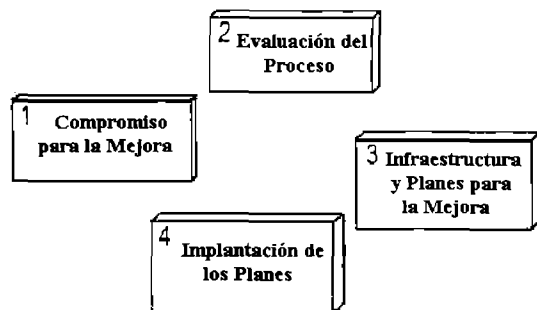 1 Compromiso
para la Mejora
2 Evaluación del
Proceso
3 Infraestructura
y Planes para
la Mejora
4 Implantación de
los Planes